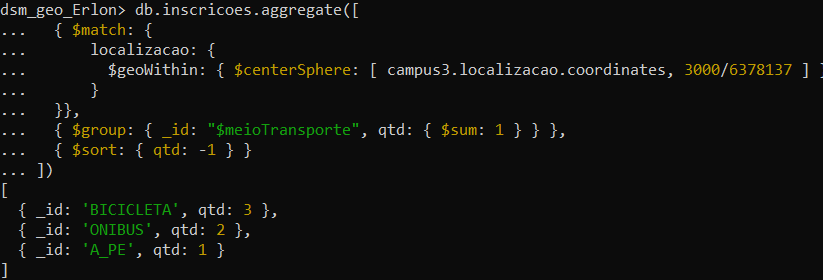 dsm_geo_Erlon> db.inscricoes.aggregate([
...   { $match: {
...       localizacao: {
...         $geoWithin: { $centerSphere: [ campus3.localizacao.coordinates, 3000/6378137 ] }
...       }
...   }},
...   { $group: { _id: "$meioTransporte", qtd: { $sum: 1 } } },
...   { $sort: { qtd: -1 } }
... ])
[
  { _id: 'BICICLETA', qtd: 3 },
  { _id: 'ONIBUS', qtd: 2 },
  { _id: 'A_PE', qtd: 1 }
]